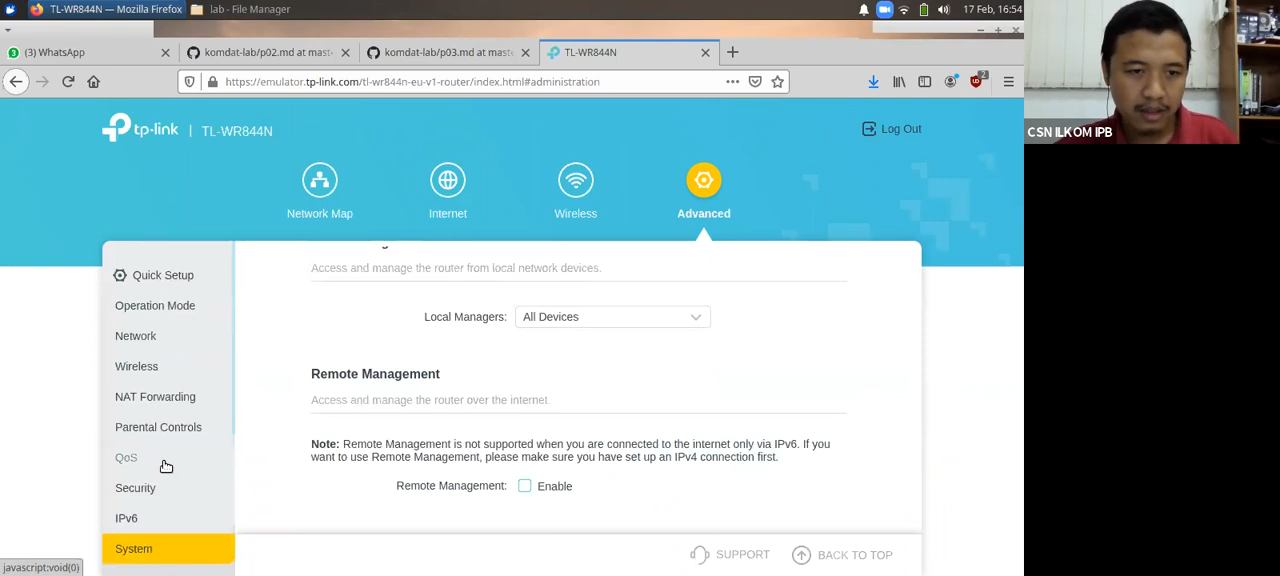 TL-WR844N — Mozilla Firefox
lab - File Manager
17 Feb, 16:54
(3) WhatsApp
komdat-lab/p02.md at mast
komdat-lab/p03.md at mast
TL-WR844N
https://emulator.tp-link.com/tl-wr844n-eu-v1-router/index.html#administration
2
tp-link | TL-WR844N
Log Out
Network Map
Internet
Wireless
Advanced
Quick Setup
Operation Mode
Network
Wireless
NAT Forwarding
Parental Controls
QoS
Security
IPv6
System
Access and manage the router from local network devices.
Local Managers:
All Devices
Remote Management
Access and manage the router over the internet.
Note: Remote Management is not supported when you are connected to the internet only via IPv6. If you
want to use Remote Management, please make sure you have set up an IPv4 connection first.
Remote Management:
Enable
SUPPORT
BACK TO TOP
javascript:void(0)
CSN ILKOM IPB